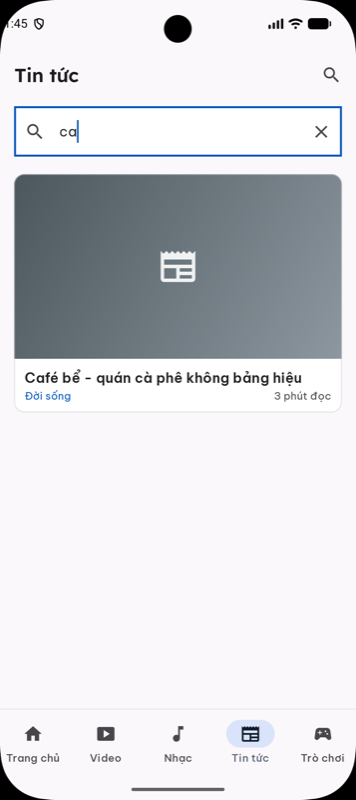 :45
Tin tức
ca
Café bể - quán cà phê không bảng hiệu
Đời sống
3 phút đọc
Trang chủ
Video
Nhạc
Tin tức
Trò chơi